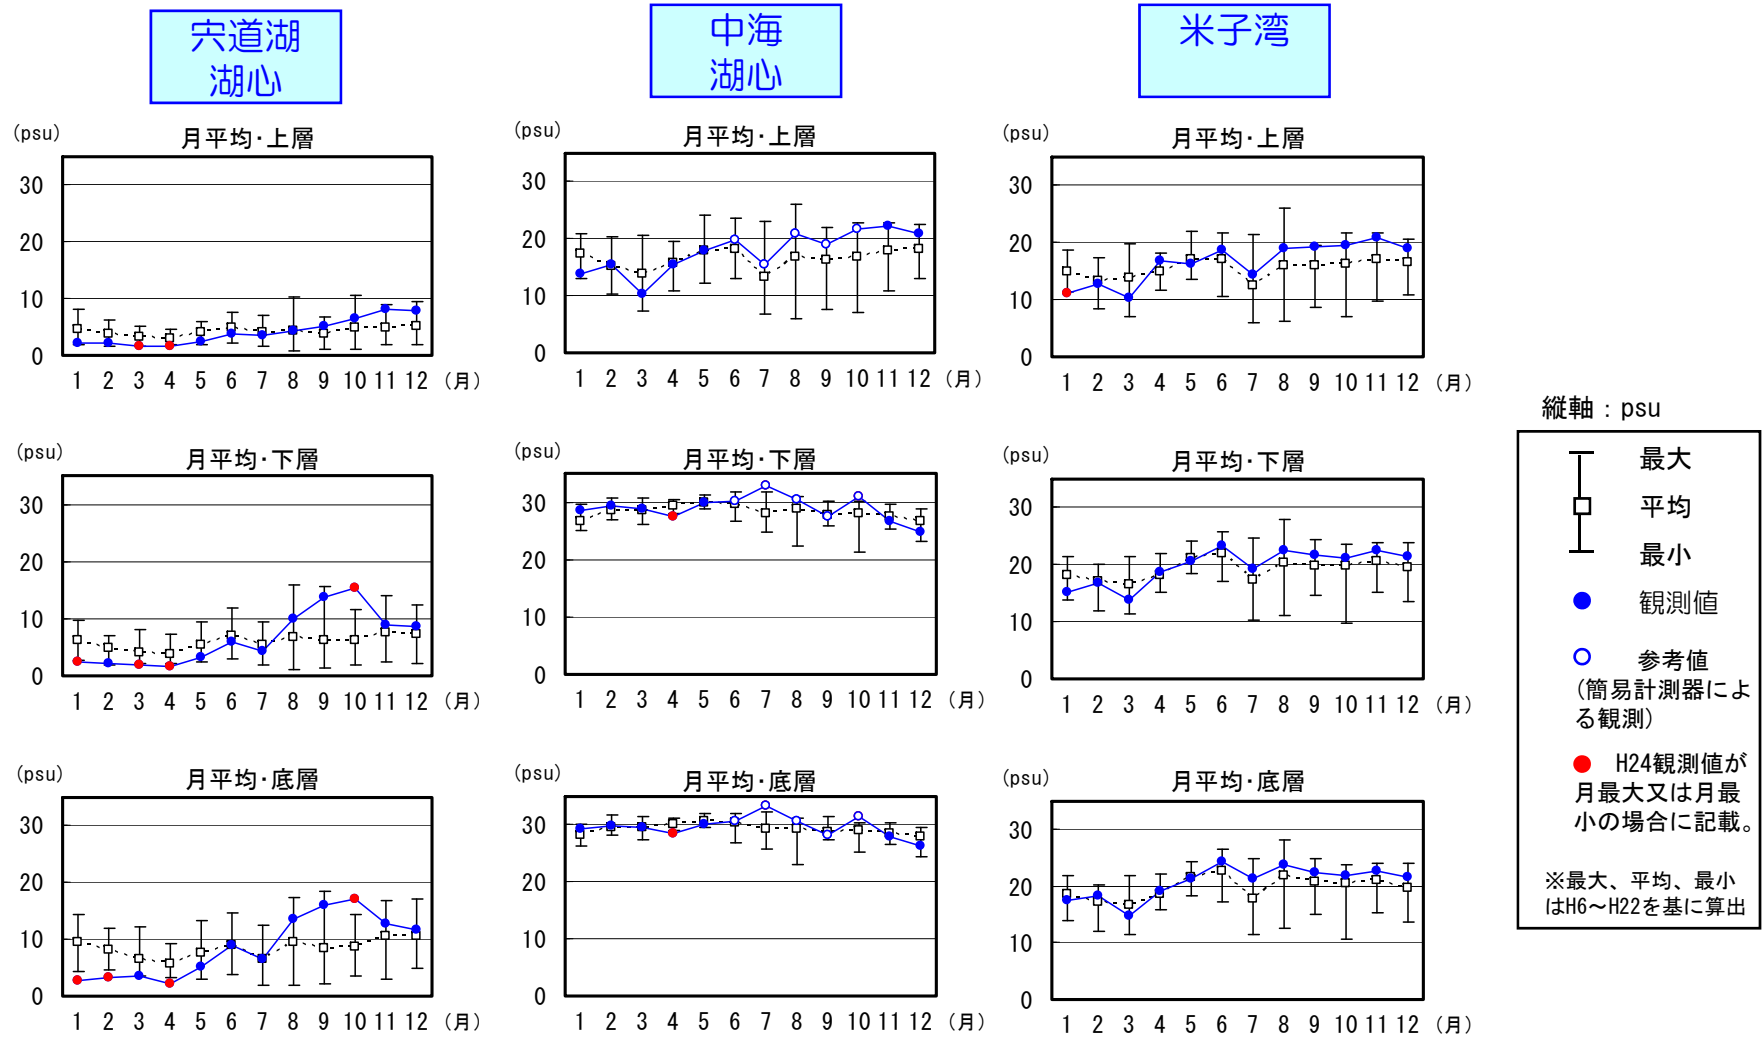 宍道湖
湖心
中海
湖心
米子湾
(psu)
月平均・上層
30
20
10
0
1 2 3 4 5 6 7 8 9 10 11 12 (月)
(psu)
月平均・上層
30
20
10
0
1 2 3 4 5 6 7 8 9 10 11 12 (月)
(psu)
月平均・上層
30
20
10
0
1 2 3 4 5 6 7 8 9 10 11 12 (月)
(psu)
月平均・下層
30
20
10
0
1 2 3 4 5 6 7 8 9 10 11 12 (月)
(psu)
月平均・下層
30
20
10
0
1 2 3 4 5 6 7 8 9 10 11 12 (月)
(psu)
月平均・下層
30
20
10
0
1 2 3 4 5 6 7 8 9 10 11 12 (月)
(psu)
月平均・底層
30
20
10
0
1 2 3 4 5 6 7 8 9 10 11 12 (月)
(psu)
月平均・底層
30
20
10
0
1 2 3 4 5 6 7 8 9 10 11 12 (月)
(psu)
月平均・底層
30
20
10
0
1 2 3 4 5 6 7 8 9 10 11 12 (月)
縦軸：psu
最大
平均
最小
観測値
参考値
(簡易計測器によ
る観測)
H24観測値が
月最大又は月最
小の場合に記載。
※最大、平均、最小
はH6～H22を基に算出